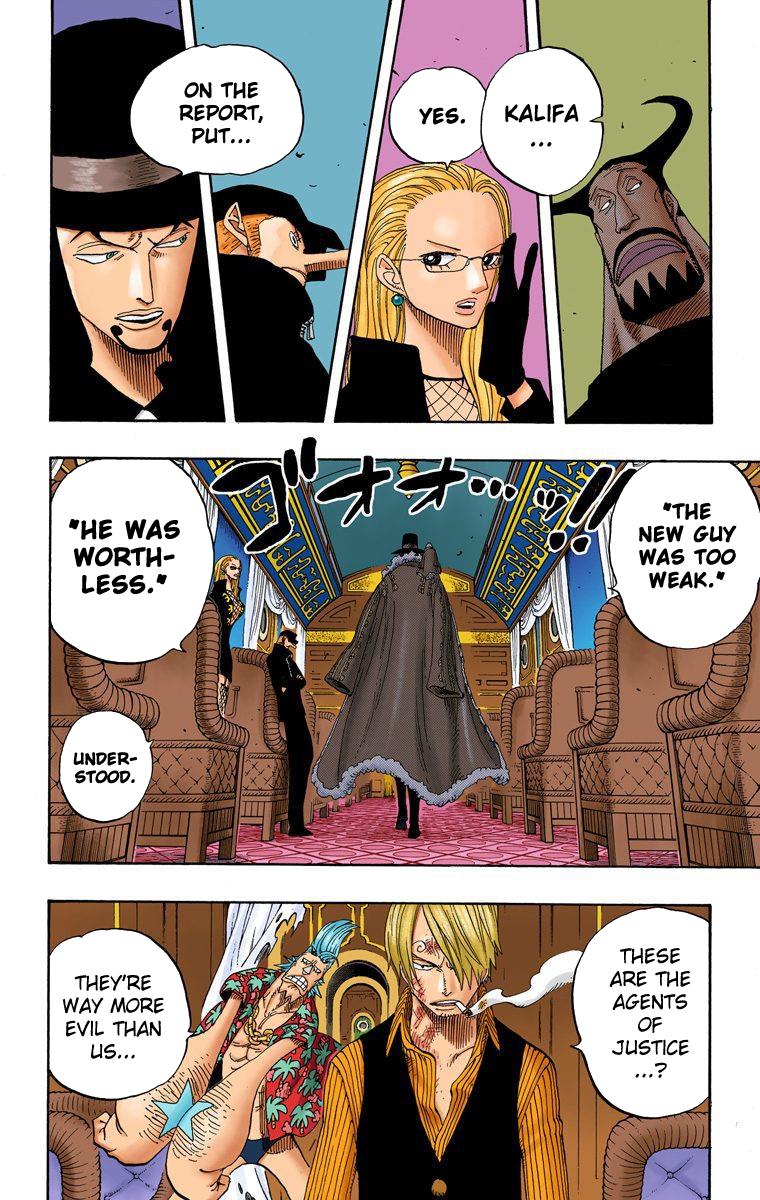 KALIFA
...
YES.
ON THE
REPORT,
PUT...
"THE
NEW GUY
WAS TOO
WEAK."
ゴオオ…ッ!!
"HE WAS
WORTH-
LESS."
UNDER-
STOOD.
THESE
ARE THE
AGENTS
OF
JUSTICE
...?
THEY'RE
WAY MORE
EVIL THAN
US...